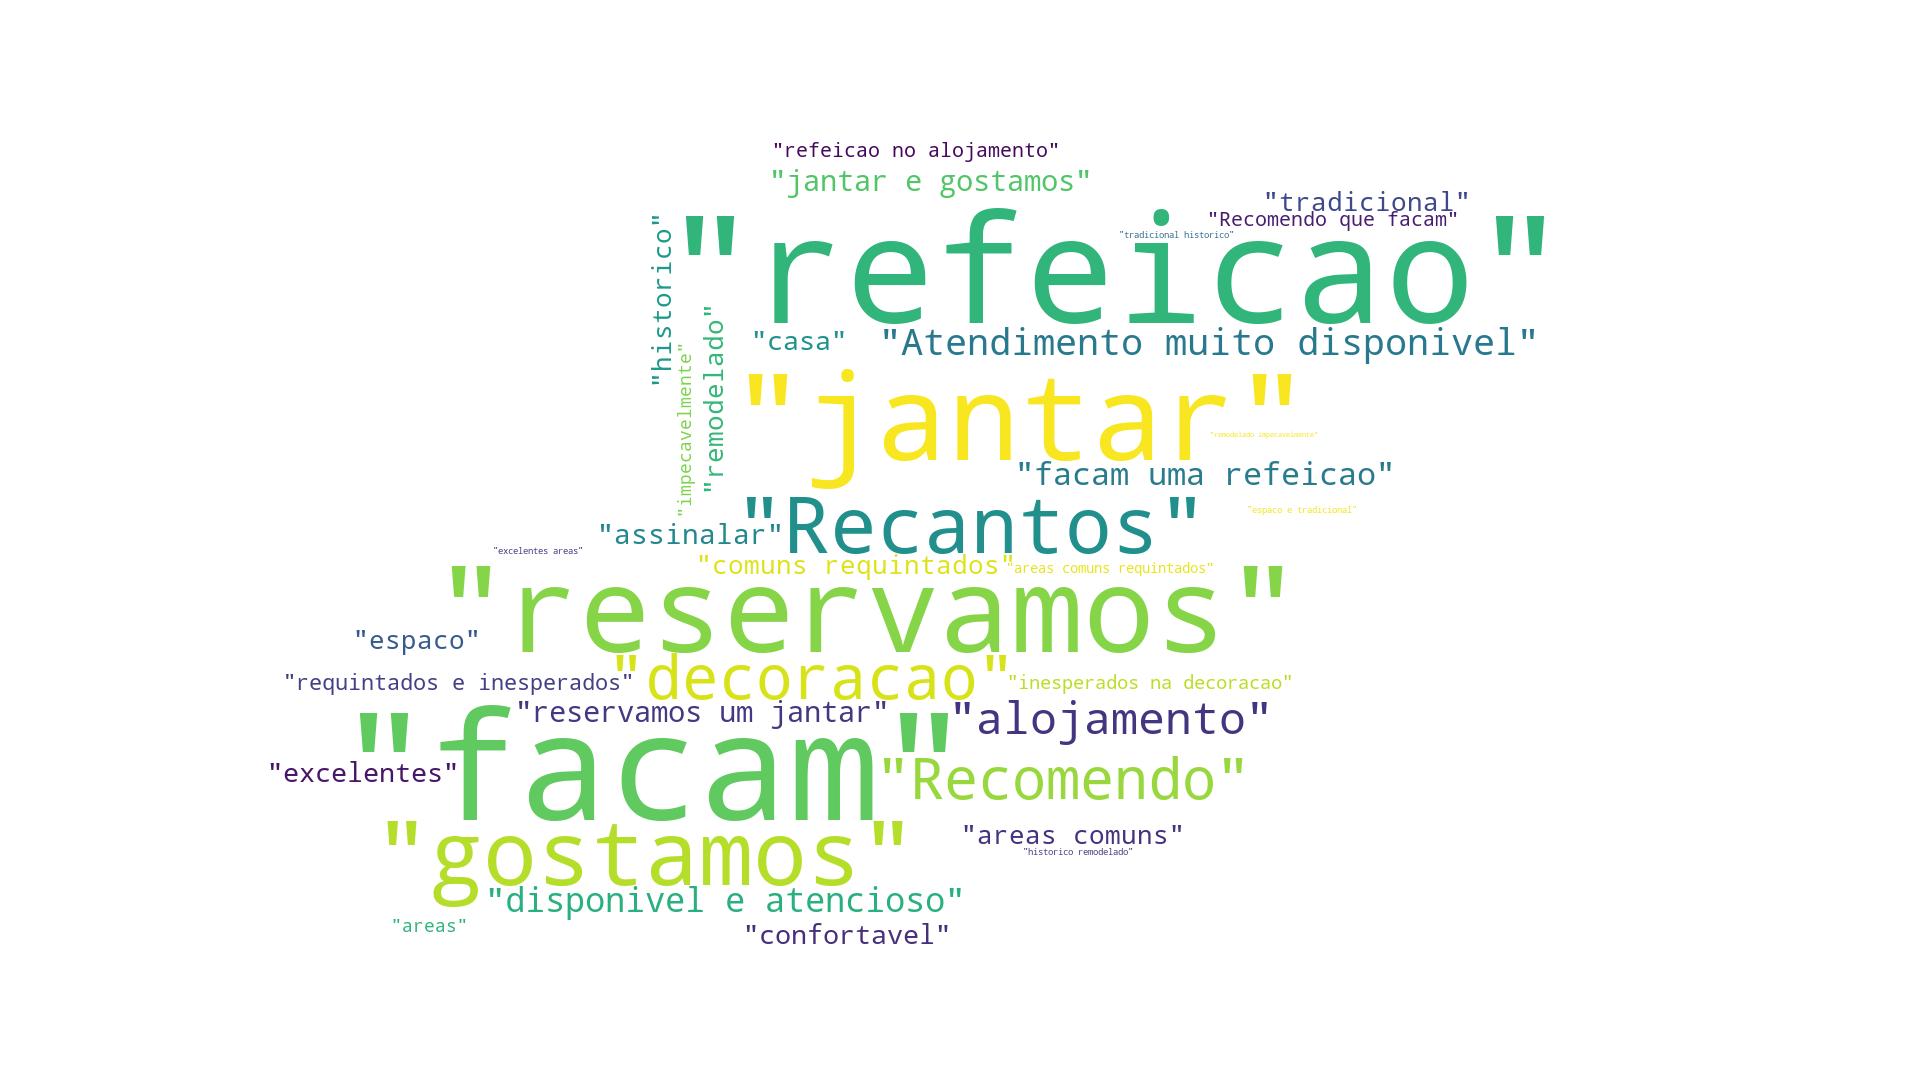 "refeicao no alojamento"
"jantar e gostamos"
"tradicional"
"Recomendo que facam"
"tradicional historico"
"refeicao"
"historico"
"casa"
"Atendimento muito disponivel"
"remodelado"
"impecavelmente"
"jantar"
"remodelado impecavelmente"
"facam uma refeicao"
"Recantos"
"espaco e tradicional"
"assinalar"
"excelentes areas"
"comuns requintados"
"areas comuns requintados"
"reservamos"
"espaco"
"requintados e inesperados"
"decoracao"
"inesperados na decoracao"
"reservamos um jantar"
"alojamento"
"facam"
"excelentes"
"Recomendo"
"gostamos"
"areas comuns"
"historico remodelado"
"disponivel e atencioso"
"areas"
"confortavel"